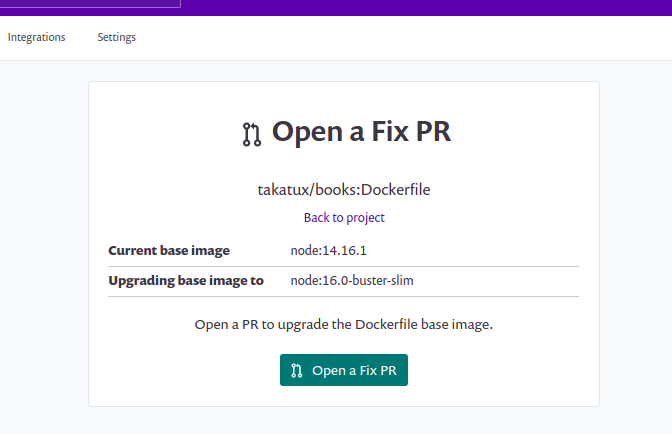 Integrations Settings
Open a Fix PR
takatux/books:Dockerfile
Back to project
Current base image node:14.16.1
Upgrading base image to node:16.0-buster-slim
Open a PR to upgrade the Dockerfile base image.
Open a Fix PR